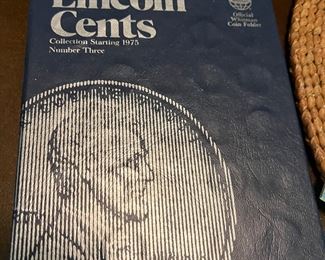 Lincoln
Cents
Collection Starting 1975
Number Three
Official
Whitman
Coin Folder